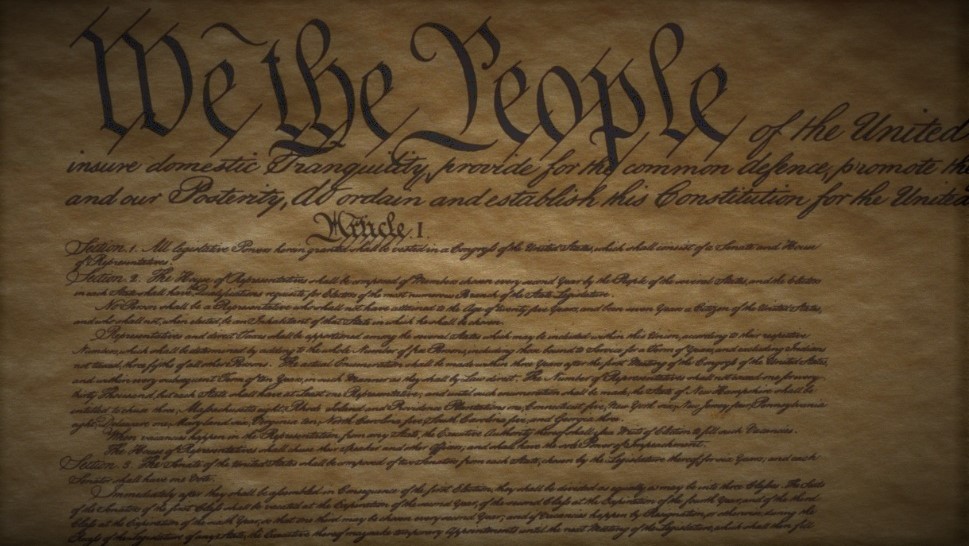 We the People of the United
insure domestic Tranquility, provide for the common defence, promote the
and our Posterity, do ordain and establish this Constitution for the United
Article. I.
Section. 1. All legislative Powers herein granted shall be vested in a Congress of the United States, which shall consist of a Senate and House
of Representatives.
Section. 2. The House of Representatives shall be composed of Members chosen every second Year by the People of the several States, and the Electors
in each State shall have Qualifications requisite for Electors of the most numerous Branch of the State Legislature.
No Person shall be a Representative who shall not have attained to the Age of twenty five Years, and been seven Years a Citizen of the United States,
and who shall not, when elected, be an Inhabitant of that State in which he shall be chosen.
Representatives and direct Taxes shall be apportioned among the several States which may be included within this Union, according to their respective
Numbers, which shall be determined by adding to the whole Number of free Persons, including those bound to Service for a Term of Years, and excluding Indians
not taxed, three fifths of all other Persons. The actual Enumeration shall be made within three Years after the first Meeting of the Congress of the United States,
and within every subsequent Term of ten Years, in such Manner as they shall by Law direct. The Number of Representatives shall not exceed one for every
thirty Thousand, but each State shall have at Least one Representative; and until such enumeration shall be made, the State of New Hampshire shall be
entitled to chuse three, Massachusetts eight, Rhode Island and Providence Plantations one, Connecticut five, New York six, New Jersey four, Pennsylvania
eight, Delaware one, Maryland six, Virginia ten, North Carolina five, South Carolina five, and Georgia three.
When vacancies happen in the Representation from any State, the Executive Authority thereof shall issue Writs of Election to fill such Vacancies.
The House of Representatives shall chuse their Speaker and other Officers; and shall have the sole Power of Impeachment.
Section. 3. The Senate of the United States shall be composed of two Senators from each State, chosen by the Legislature thereof for six Years; and each
Senator shall have one Vote.
Immediately after they shall be assembled in Consequence of the first Election, they shall be divided as equally as may be into three Classes. The Seats
of the Senators of the first Class shall be vacated at the Expiration of the second Year, of the second Class at the Expiration of the fourth Year, and of the third
Class at the Expiration of the sixth Year, so that one third may be chosen every second Year; and if Vacancies happen by Resignation, or otherwise, during the
Recess of the Legislature of any State, the Executive thereof may make temporary Appointments until the next Meeting of the Legislature, which shall then fill